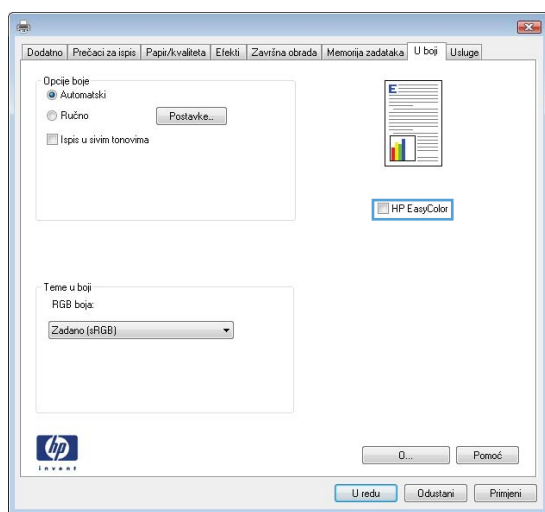 Dodatno Prečaci za ispis Papir/kvaliteta Efekti Završna obrada Memorija zadataka U boji Usluge
Opcije boje
Automatski
Ručno Postavke...
Ispis u sivim tonovima
E
HP EasyColor
Teme u boji
RGB boja:
Zadano (sRGB)
hp
invent
O... Pomoć
U redu Odustani Primjeni